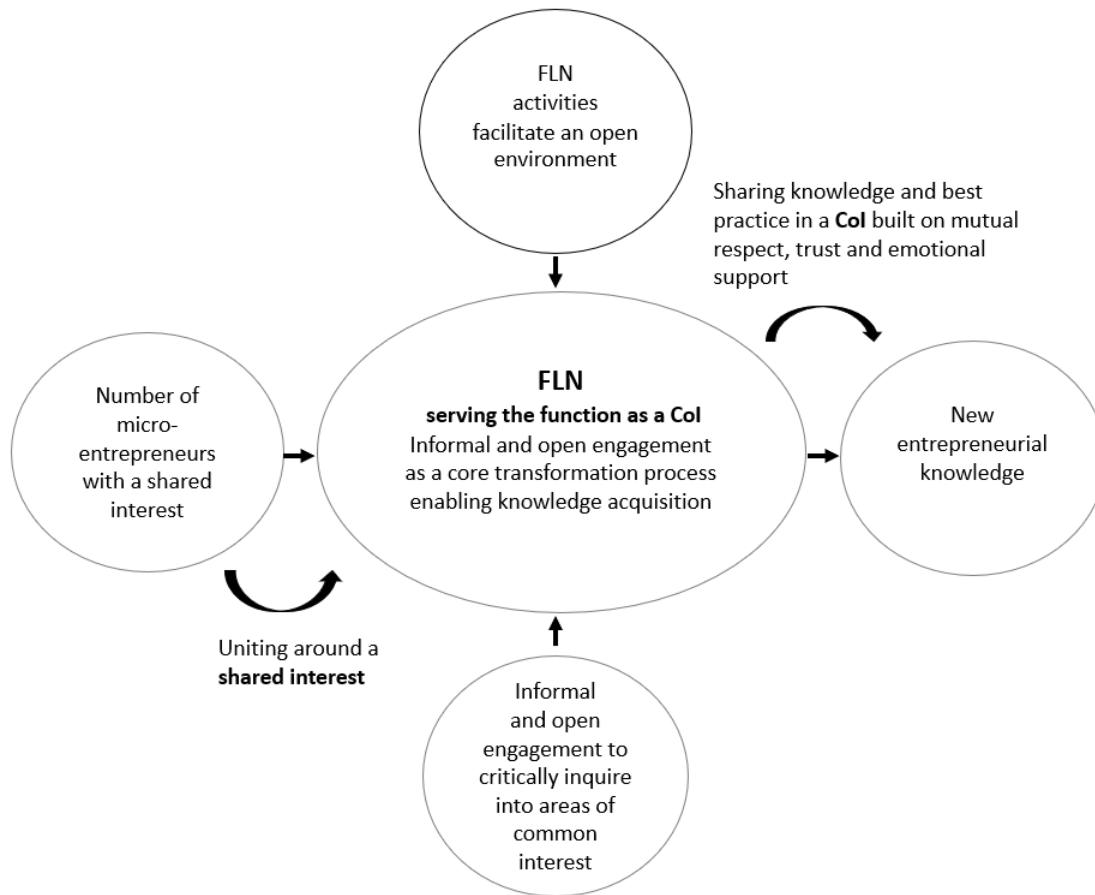 FLN
activities
facilitate an open
environment
Sharing knowledge and best
practice in a CoI built on mutual
respect, trust and emotional
support
Number of
micro-
entrepreneurs
with a shared
interest
FLN
serving the function as a CoI
Informal and open engagement
as a core transformation process
enabling knowledge acquisition
New
entrepreneurial
knowledge
Uniting around a
shared interest
Informal
and open
engagement to
critically inquire
into areas of
common
interest